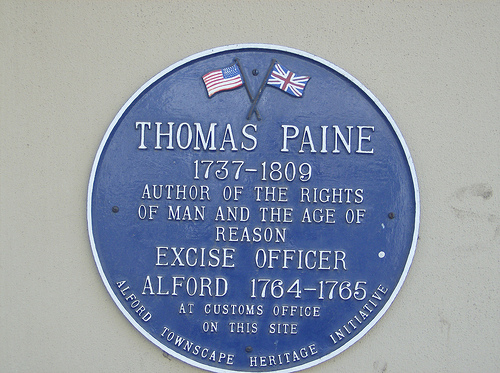 THOMAS PAINE
1737-1809
AUTHOR OF THE RIGHTS
OF MAN AND THE AGE OF
REASON
EXCISE OFFICER
ALFORD 1764-1765
AT CUSTOMS OFFICE
ON THIS SITE
ALFORD TOWNSCAPE HERITAGE INITIATIVE